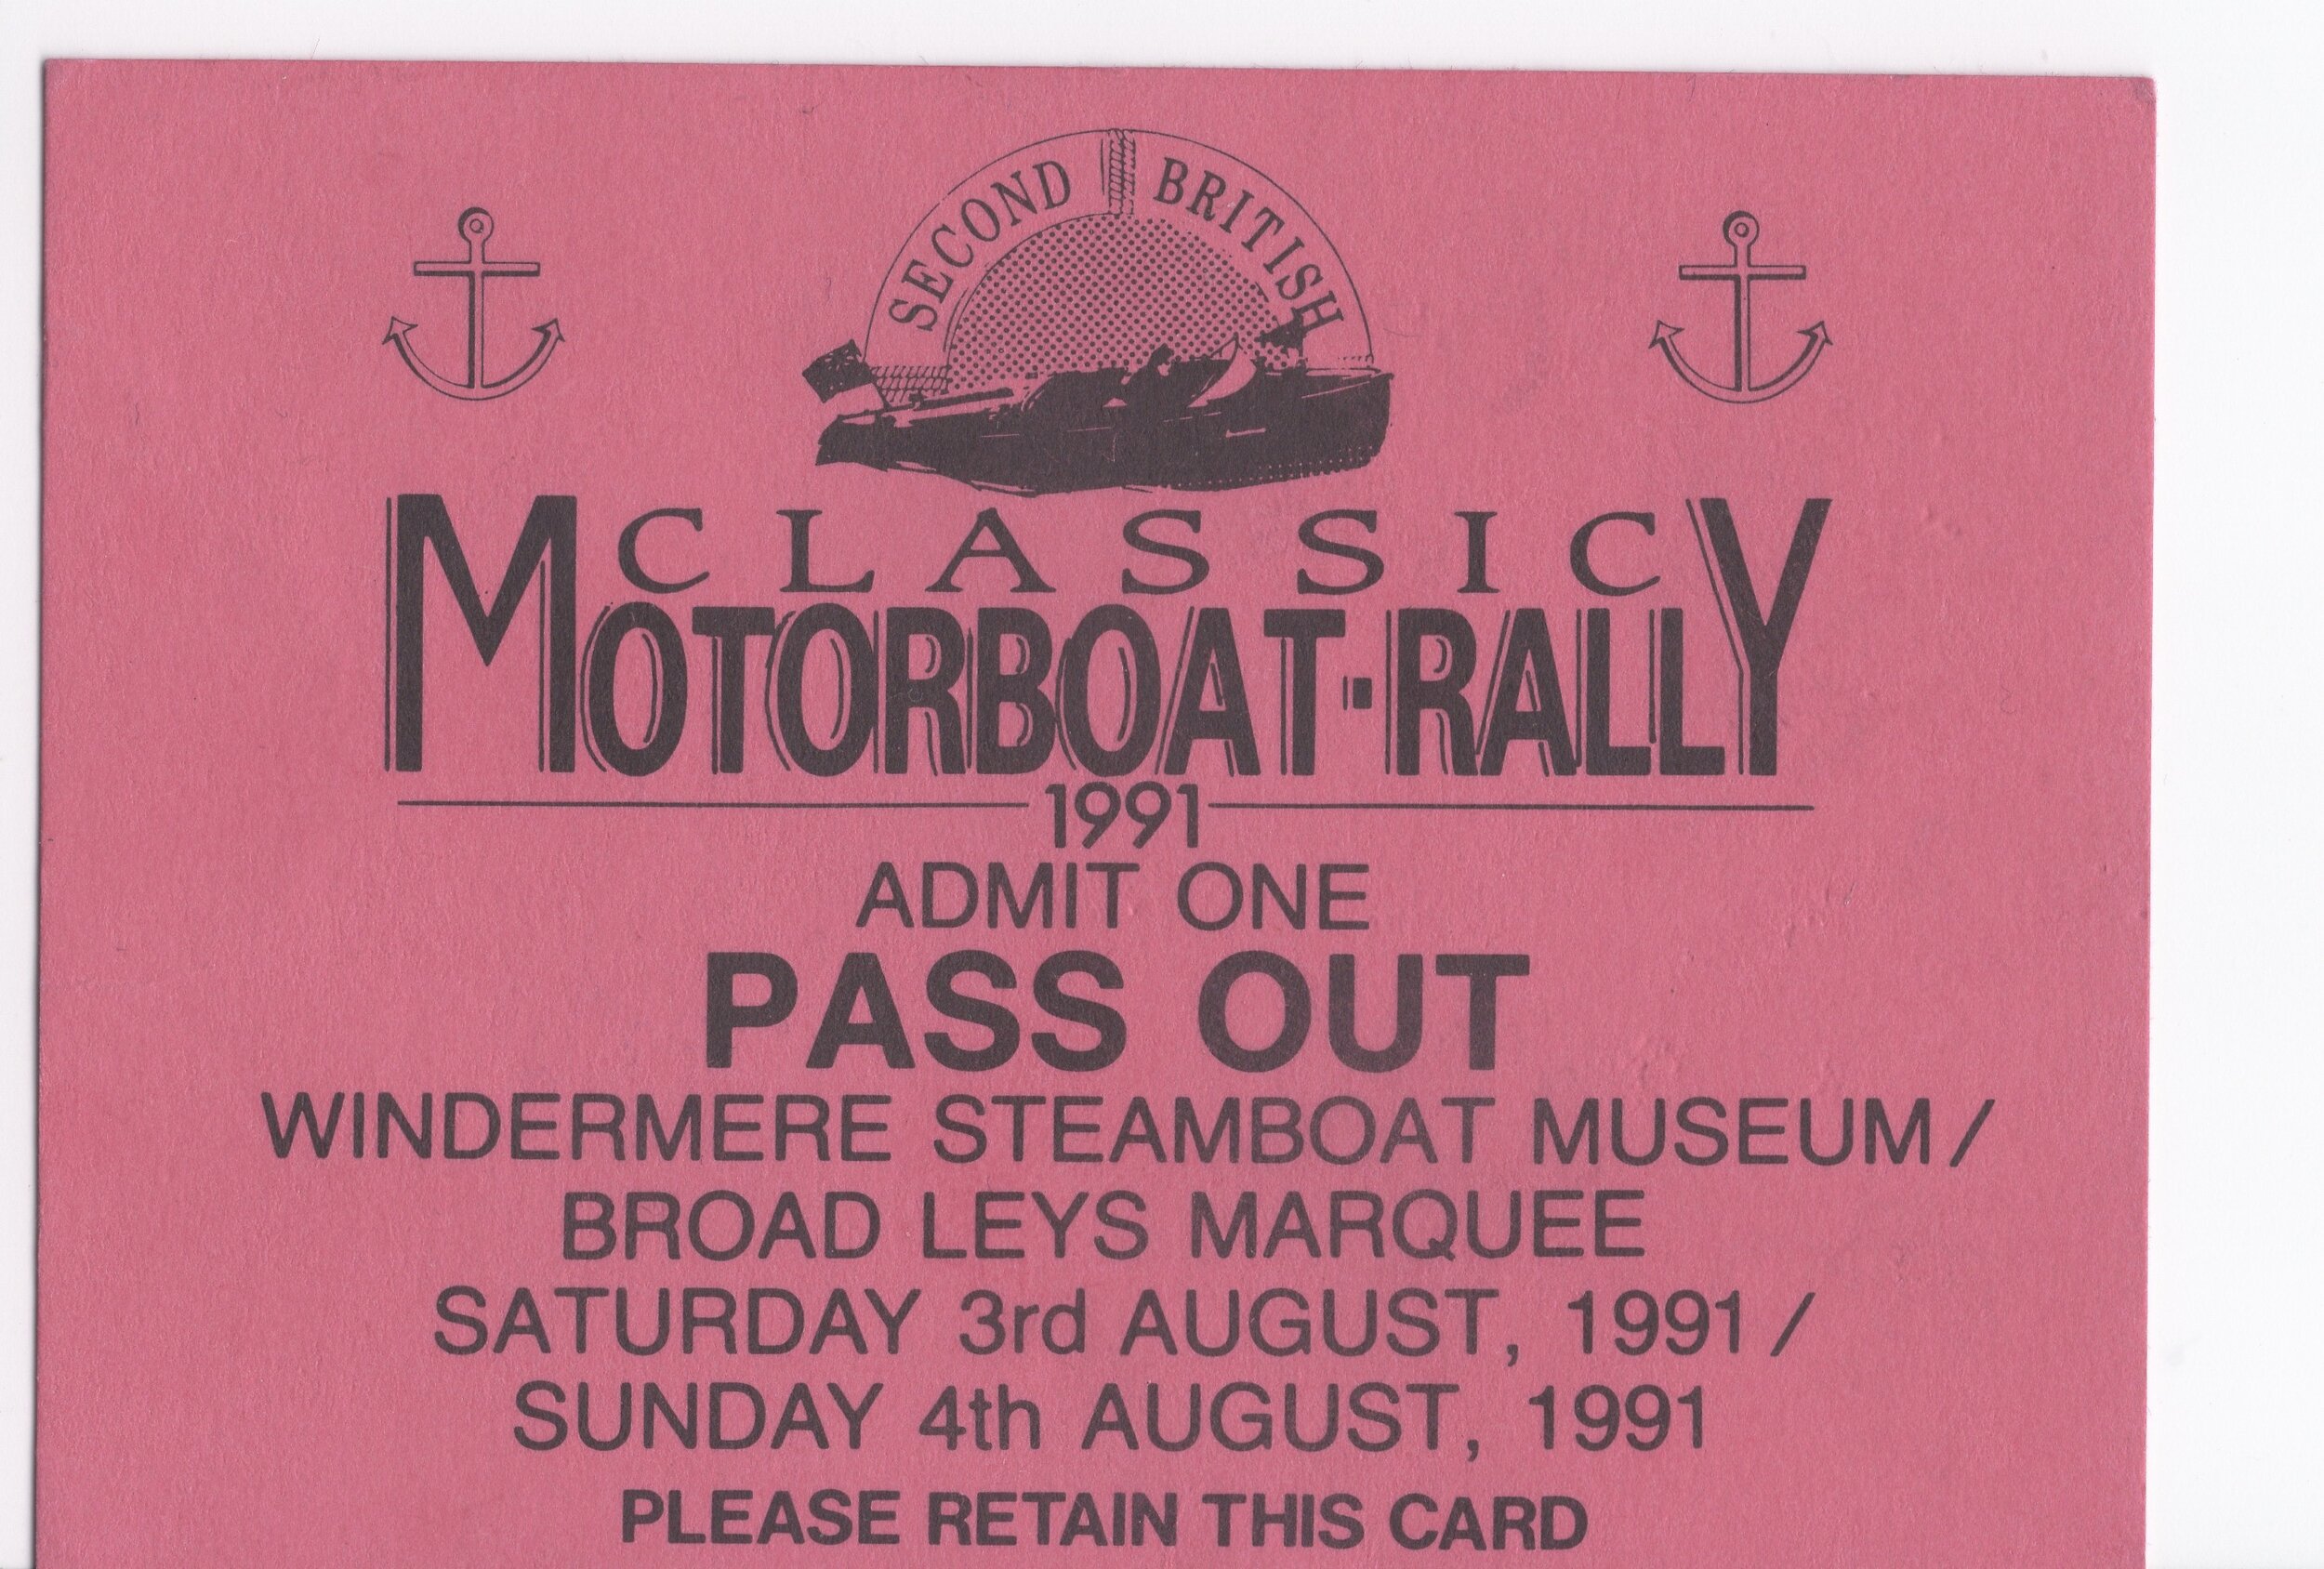 SECOND BRITISH
CLASSIC
MOTORBOAT·RALLY
1991
ADMIT ONE
PASS OUT
WINDERMERE STEAMBOAT MUSEUM/
BROAD LEYS MARQUEE
SATURDAY 3rd AUGUST, 1991/
SUNDAY 4th AUGUST, 1991
PLEASE RETAIN THIS CARD